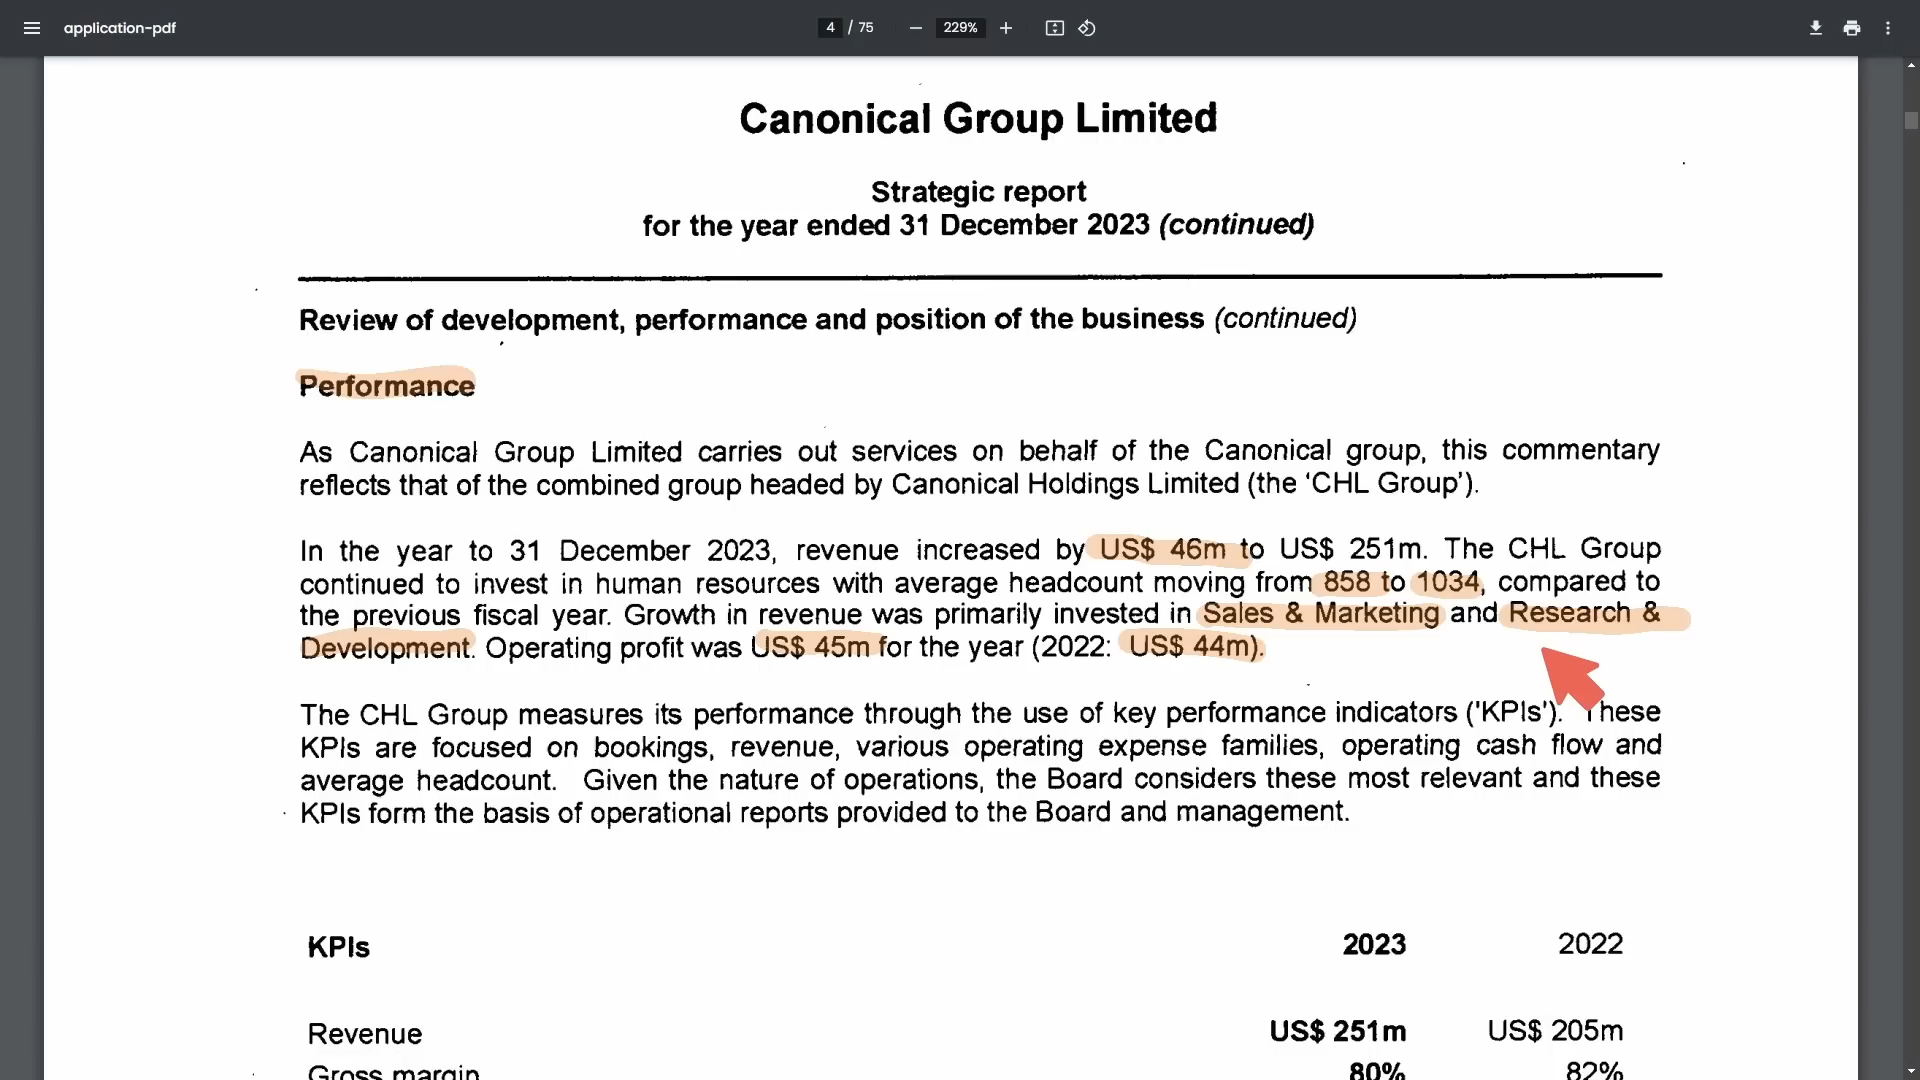 application-pdf
4 / 75
229%
Canonical Group Limited
Strategic report
for the year ended 31 December 2023 (continued)
Review of development, performance and position of the business (continued)
Performance
As Canonical Group Limited carries out services on behalf of the Canonical group, this commentary
reflects that of the combined group headed by Canonical Holdings Limited (the ‘CHL Group’).
In the year to 31 December 2023, revenue increased by US$ 46m to US$ 251m. The CHL Group
continued to invest in human resources with average headcount moving from 858 to 1034, compared to
the previous fiscal year. Growth in revenue was primarily invested in Sales & Marketing and Research &
Development. Operating profit was US$ 45m for the year (2022: US$ 44m).
The CHL Group measures its performance through the use of key performance indicators ('KPIs'). These
KPIs are focused on bookings, revenue, various operating expense families, operating cash flow and
average headcount. Given the nature of operations, the Board considers these most relevant and these
KPIs form the basis of operational reports provided to the Board and management.
KPIs 2023 2022
Revenue US$ 251m US$ 205m
Gross margin 80% 82%